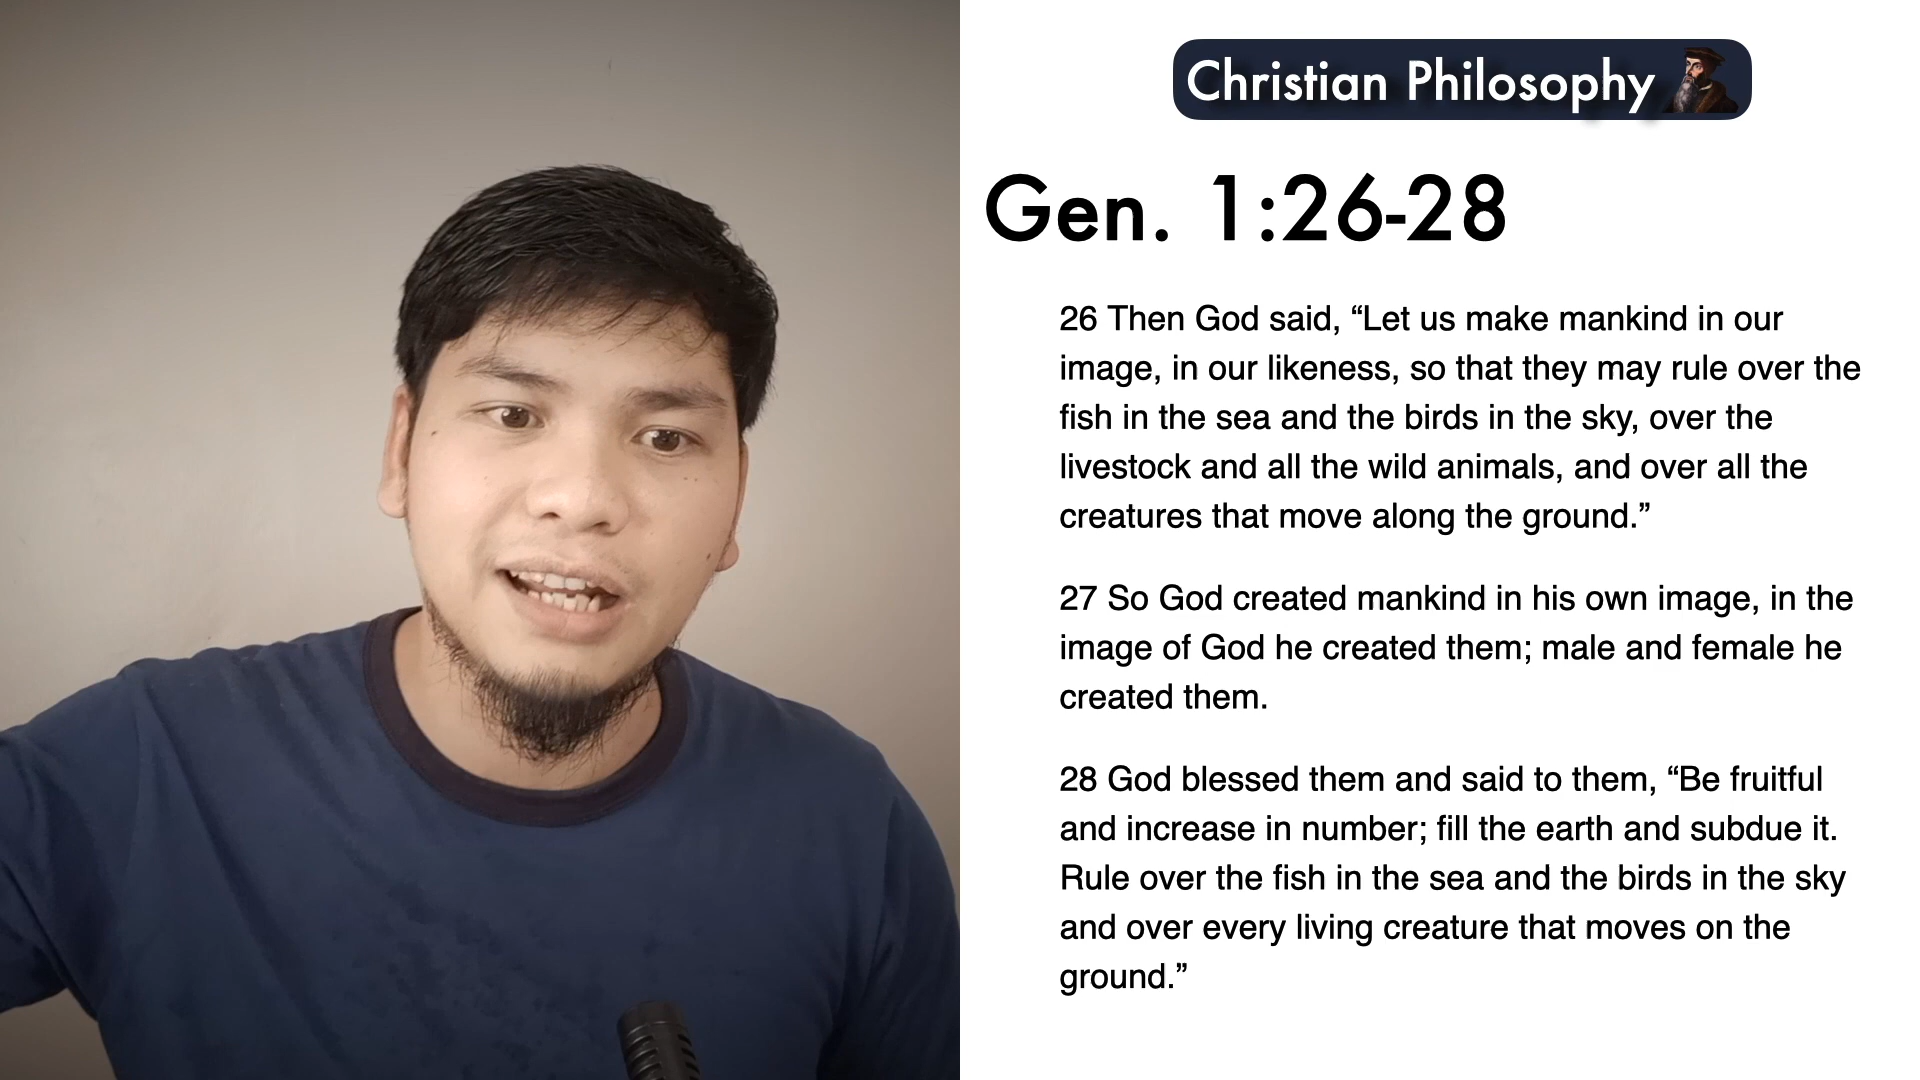 Christian Philosophy
Gen. 1:26-28
26 Then God said, “Let us make mankind in our
image, in our likeness, so that they may rule over the
fish in the sea and the birds in the sky, over the
livestock and all the wild animals, and over all the
creatures that move along the ground.”
27 So God created mankind in his own image, in the
image of God he created them; male and female he
created them.
28 God blessed them and said to them, “Be fruitful
and increase in number; fill the earth and subdue it.
Rule over the fish in the sea and the birds in the sky
and over every living creature that moves on the
ground.”